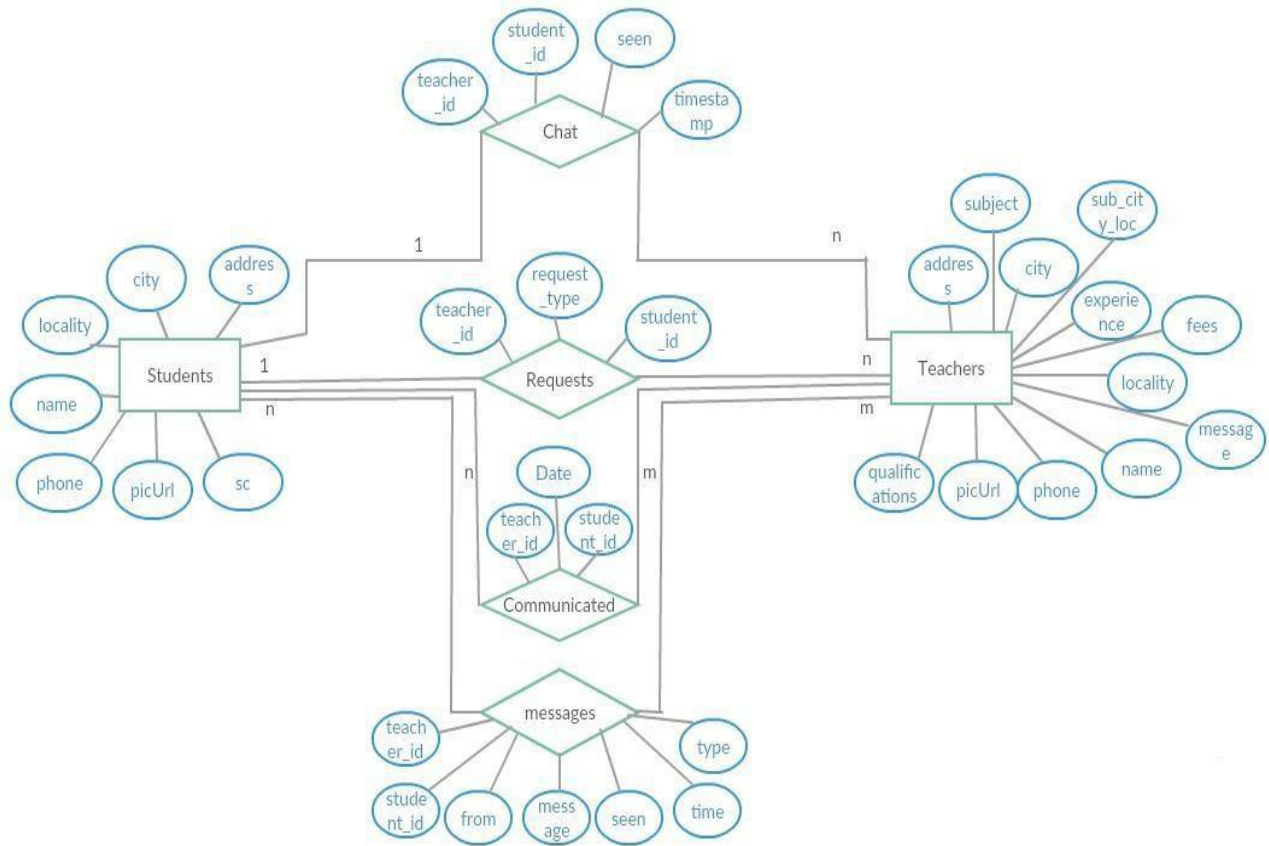 student
_id
seen
teacher
_id
timesta
mp
Chat
subject
sub_cit
y_loc
1
n
city
addres
s
request
_type
addres
s
city
locality
teacher
_id
student
_id
experie
nce
fees
Students
1
Requests
n
Teachers
locality
name
n
m
messag
e
phone
picUrl
sc
n
Date
m
qualific
ations
picUrl
phone
name
teach
er_id
stude
nt_id
Communicated
messages
teach
er_id
type
stude
nt_id
from
mess
age
seen
time